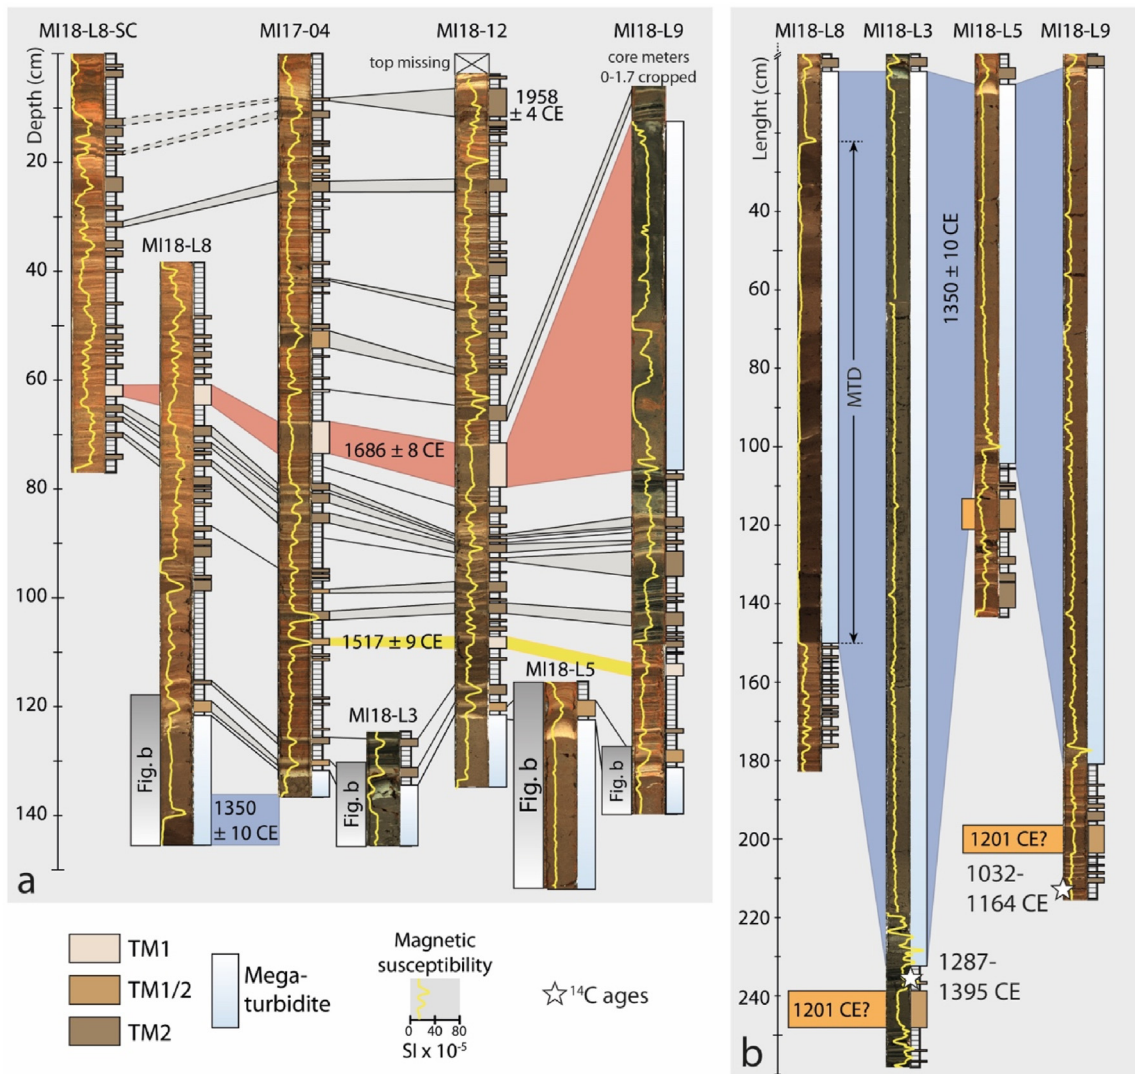 MI18-L8-SC
MI17-04
MI18-12
MI18-L9
Depth (cm)
20
40
60
80
100
120
140
top missing
core meters
0-1.7 cropped
1958
± 4 CE
MI18-L8
1686 ± 8 CE
1517 ± 9 CE
MI18-L3
MI18-L5
Fig. b
Fig. b
Fig. b
Fig. b
1350
± 10 CE
a
TM1
TM1/2
TM2
Mega-
turbidite
Magnetic
susceptibility
0 40 80
SI x 10⁻⁵
¹⁴C ages
MI18-L8
MI18-L3
MI18-L5
MI18-L9
Lenght (cm)
20
40
60
80
100
120
140
160
180
200
220
240
MTD
1350 ± 10 CE
1201 CE?
1032-
1164 CE
1287-
1395 CE
1201 CE?
b